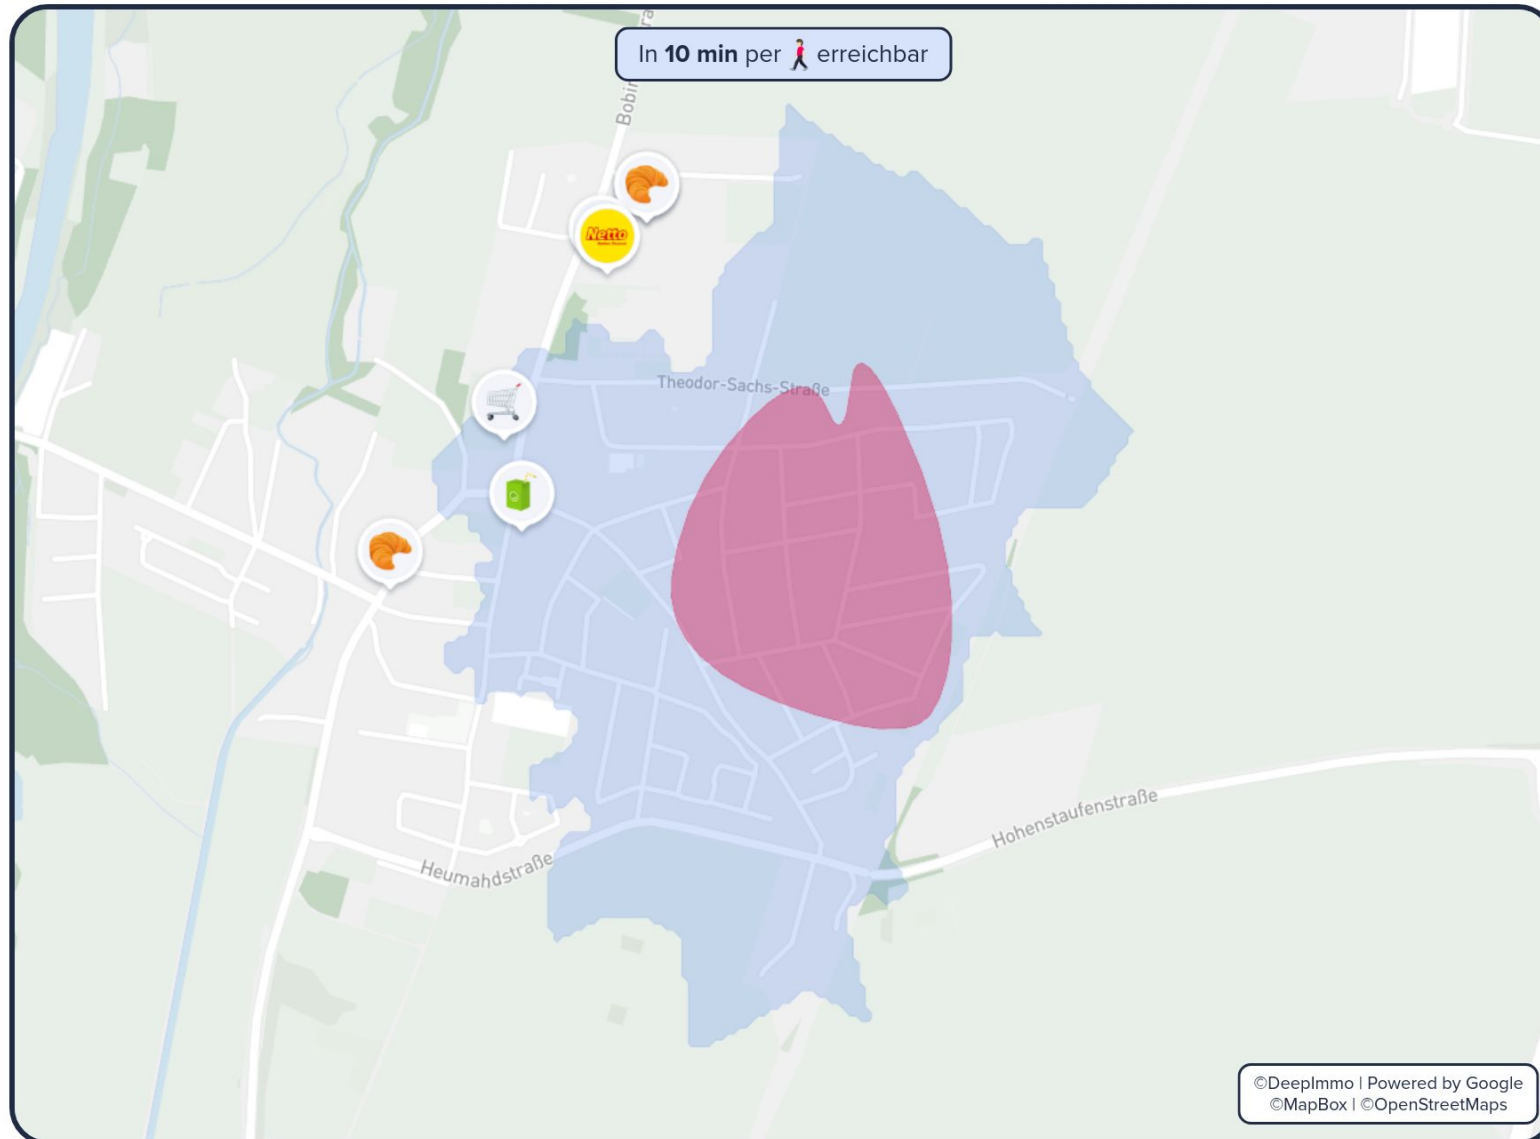 In 10 min per erreichbar
Netto
Theodor-Sachs-Straße
Hohenstaufenstraße
Heumahdstraße
©DeepImmo | Powered by Google
©MapBox | ©OpenStreetMaps